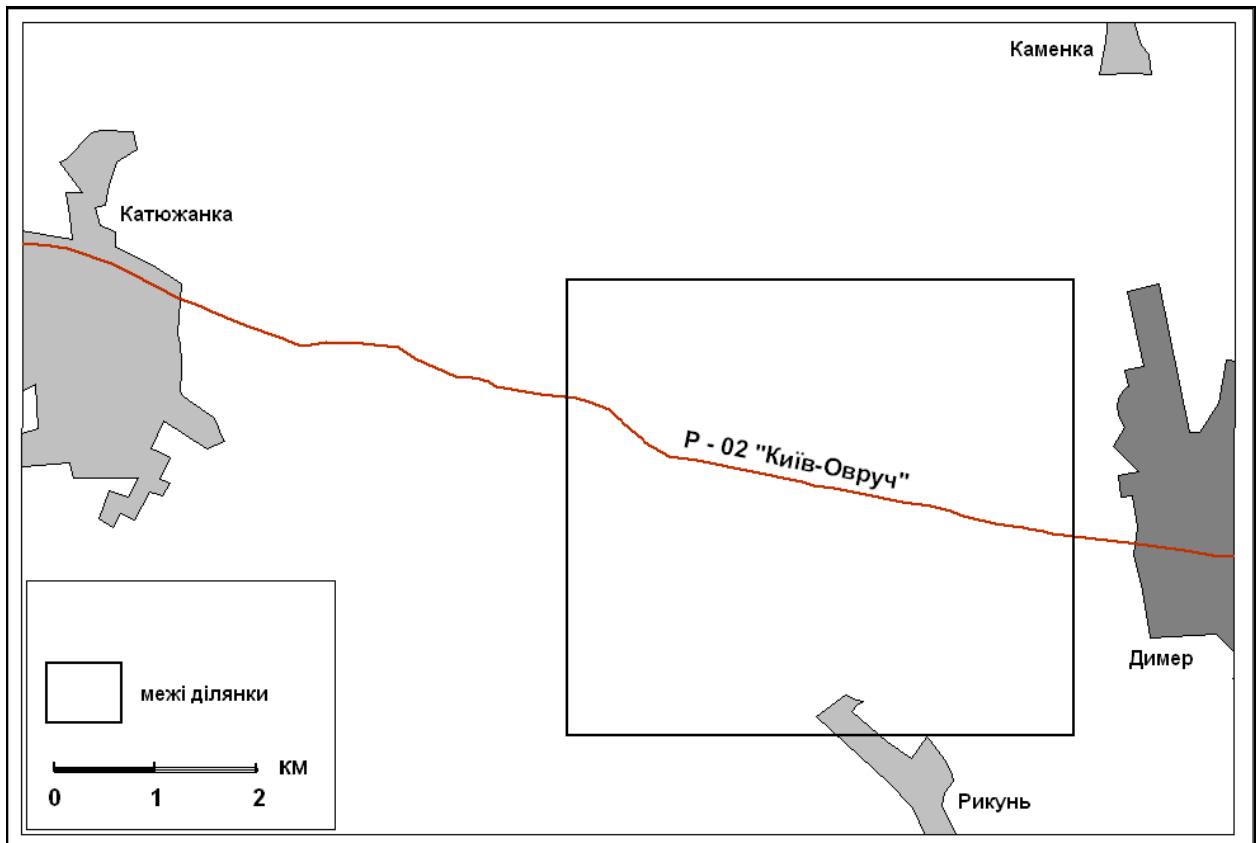 Каменка
Катюжанка
Р - 02 "Київ-Овруч"
Димер
межі ділянки
КМ
0 1 2
Рикунь